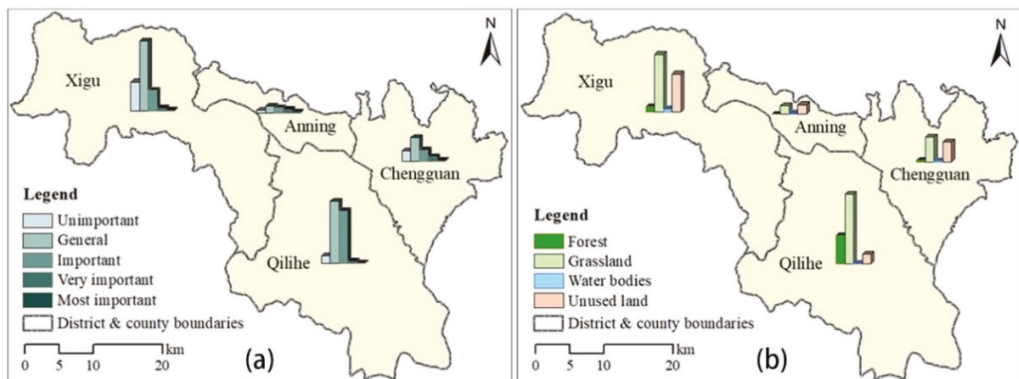 N
Xigu
Anning
Chengguan
Qilihe
Legend
Unimportant
General
Important
Very important
Most important
District & county boundaries
km
0 5 10 20
(a)
N
Xigu
Anning
Chengguan
Qilihe
Legend
Forest
Grassland
Water bodies
Unused land
District & county boundaries
km
0 5 10 20
(b)